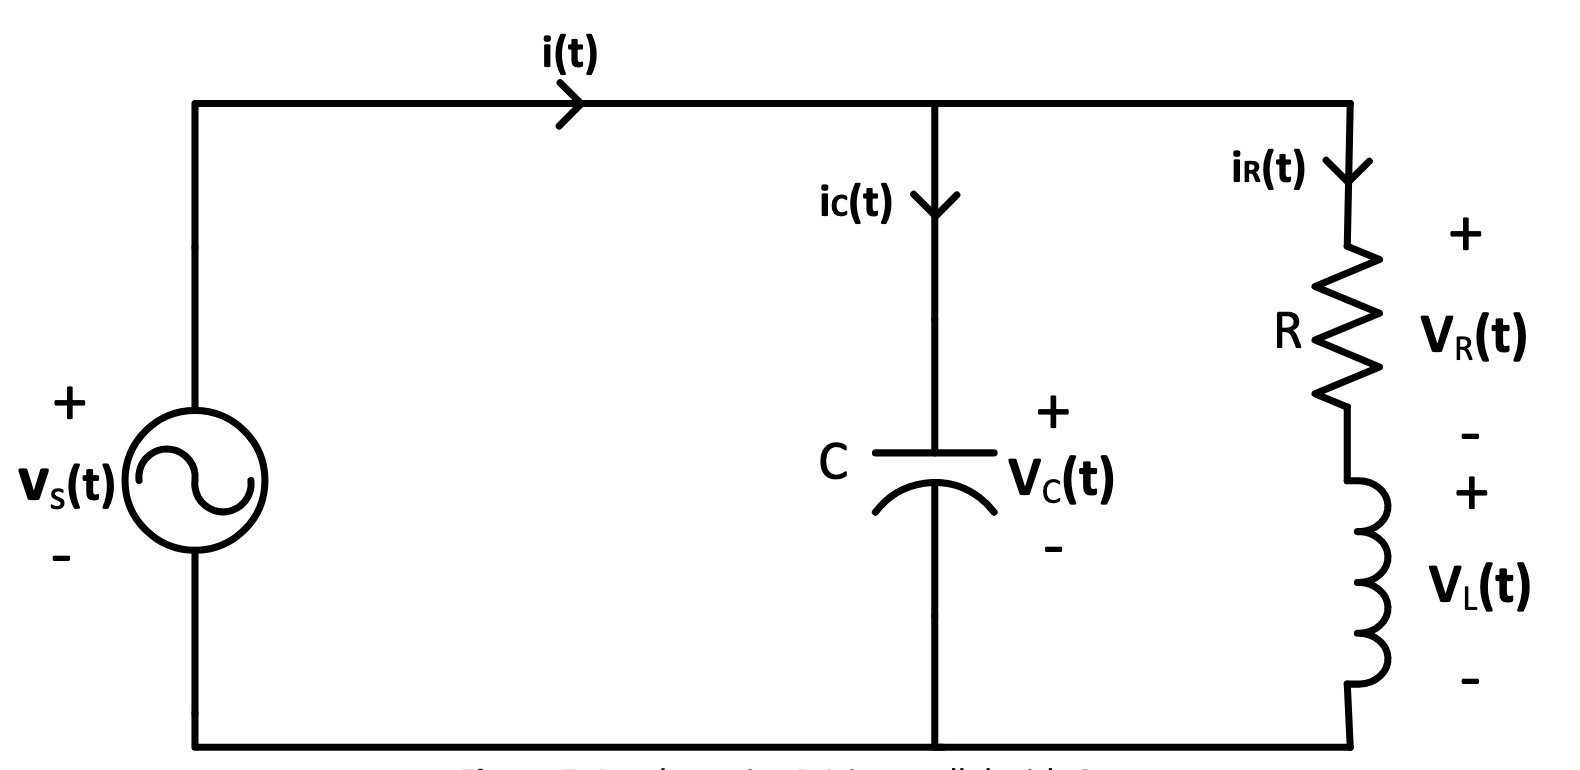 i(t)
iR(t)
iC(t)
+
R
VR(t)
-
+
vS(t)
-
C
+
VC(t)
-
+
VL(t)
-